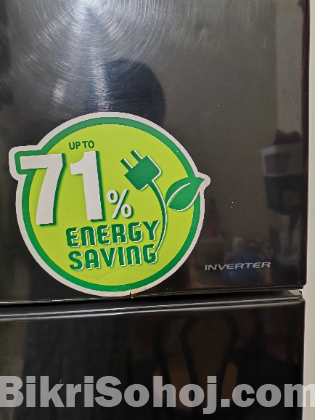 UP TO
71%
ENERGY
SAVING
INVERTER
BikriSohoj.com